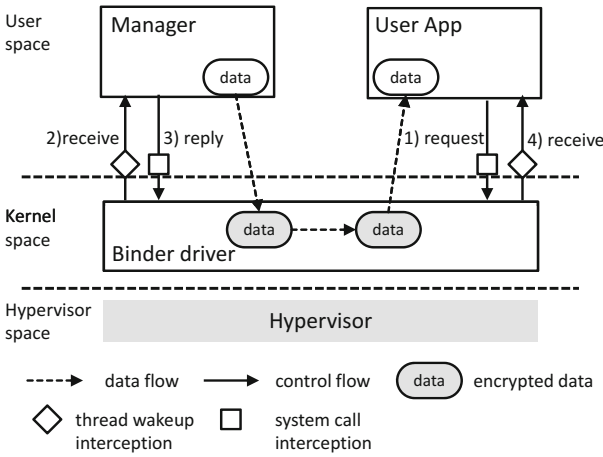 User
space
Manager
User App
data
data
2)receive
3) reply
1) request
4) receive
Kernel
space
data
data
Binder driver
Hypervisor
space
Hypervisor
data flow
control flow
data
encrypted data
thread wakeup
interception
system call
interception